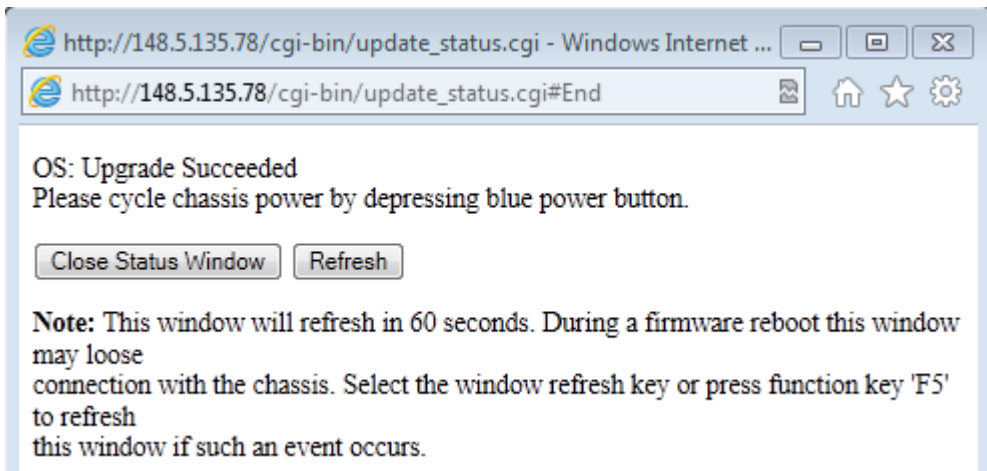 http://148.5.135.78/cgi-bin/update_status.cgi - Windows Internet ...
http://148.5.135.78/cgi-bin/update_status.cgi#End
OS: Upgrade Succeeded
Please cycle chassis power by depressing blue power button.
Close Status Window Refresh
Note: This window will refresh in 60 seconds. During a firmware reboot this window
may loose
connection with the chassis. Select the window refresh key or press function key 'F5'
to refresh
this window if such an event occurs.